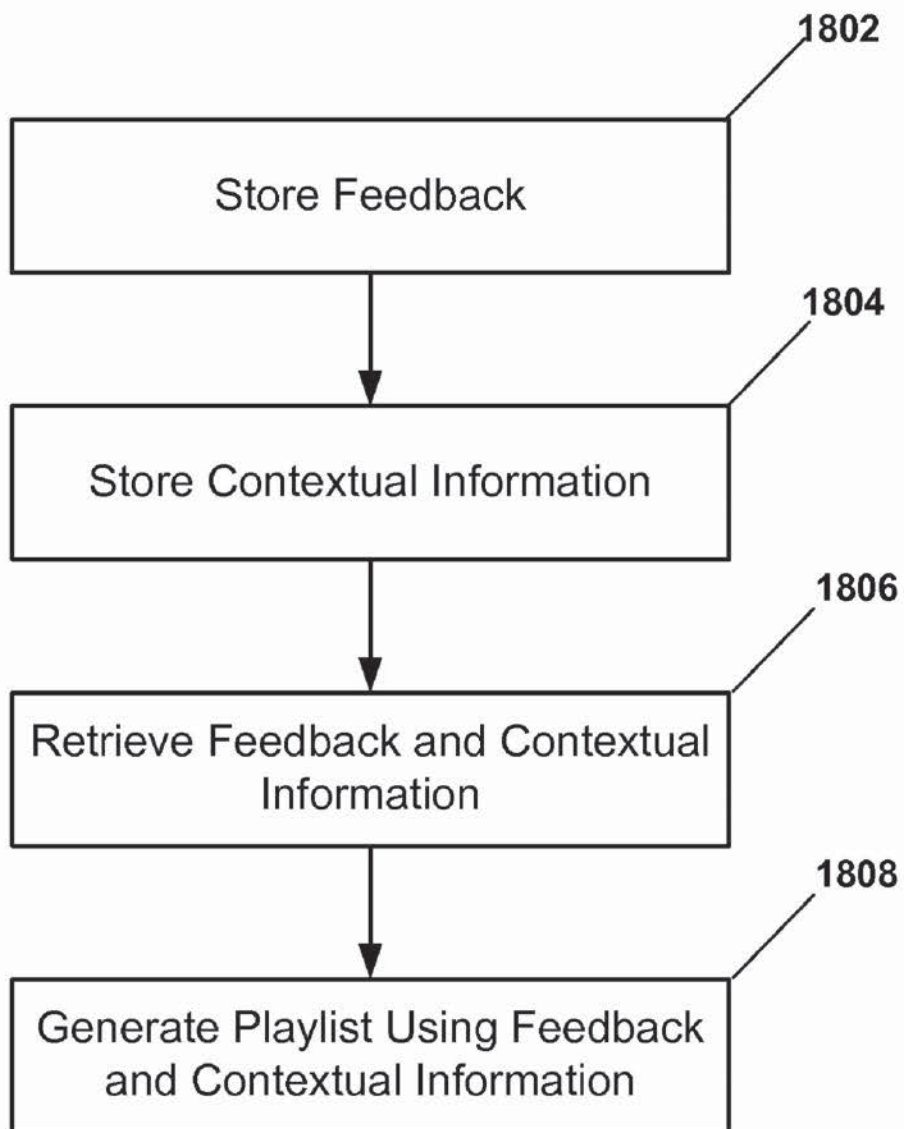 1802
Store Feedback
1804
Store Contextual Information
1806
Retrieve Feedback and Contextual
Information
1808
Generate Playlist Using Feedback
and Contextual Information